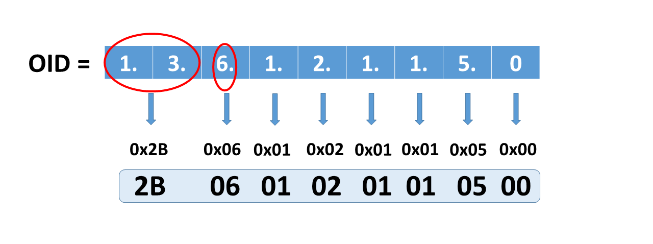 OID = 1. 3. 6. 1. 2. 1. 1. 5. 0
0x2B 0x06 0x01 0x02 0x01 0x01 0x05 0x00
2B 06 01 02 01 01 05 00